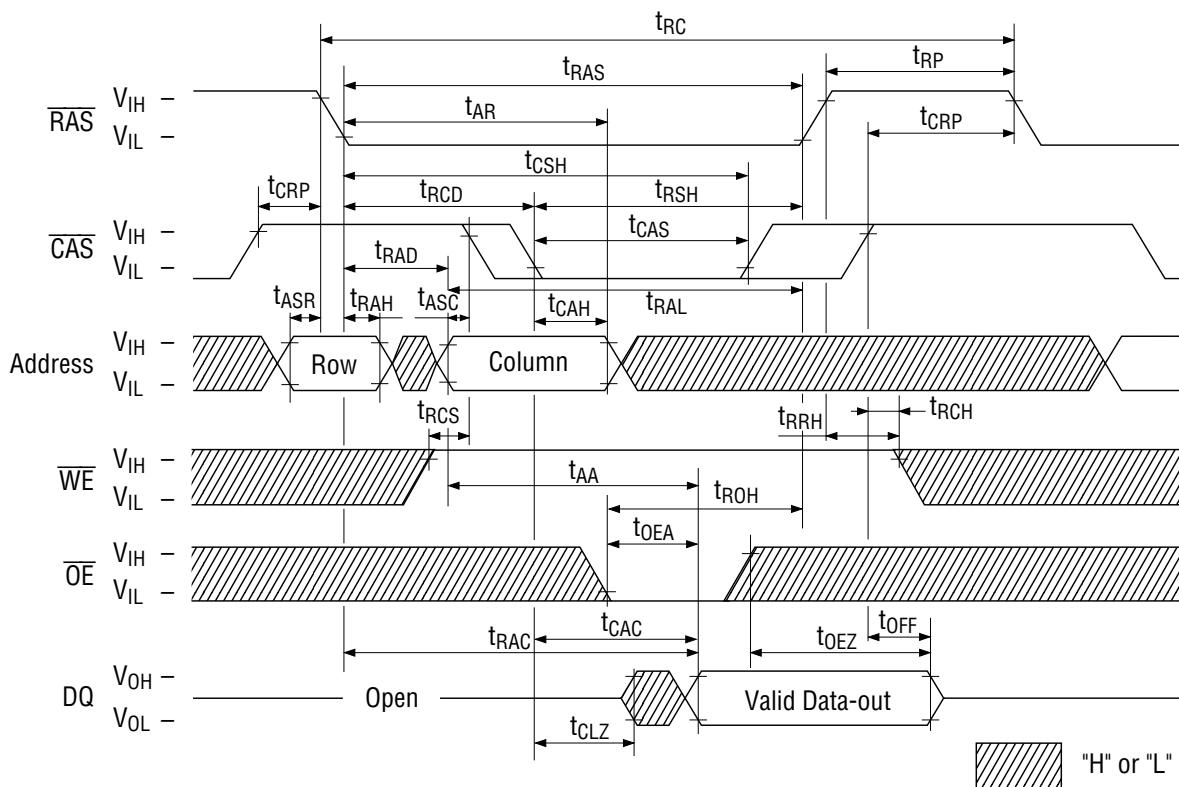 tRC
tRP
tRAS
RAS
VIH
VIL
tAR
tCRP
tCSH
tCRP
tRCD
tRSH
CAS
VIH
VIL
tCAS
tRAD
tRAL
tASR
tRAH
tASC
tCAH
Address
VIH
VIL
Row
Column
tRCS
tRRH
tRCH
WE
VIH
VIL
tAA
tROH
tOEA
OE
VIH
VIL
tCAC
tOFF
tRAC
tOEZ
DQ
VOH
VOL
Open
Valid Data-out
tCLZ
"H" or "L"